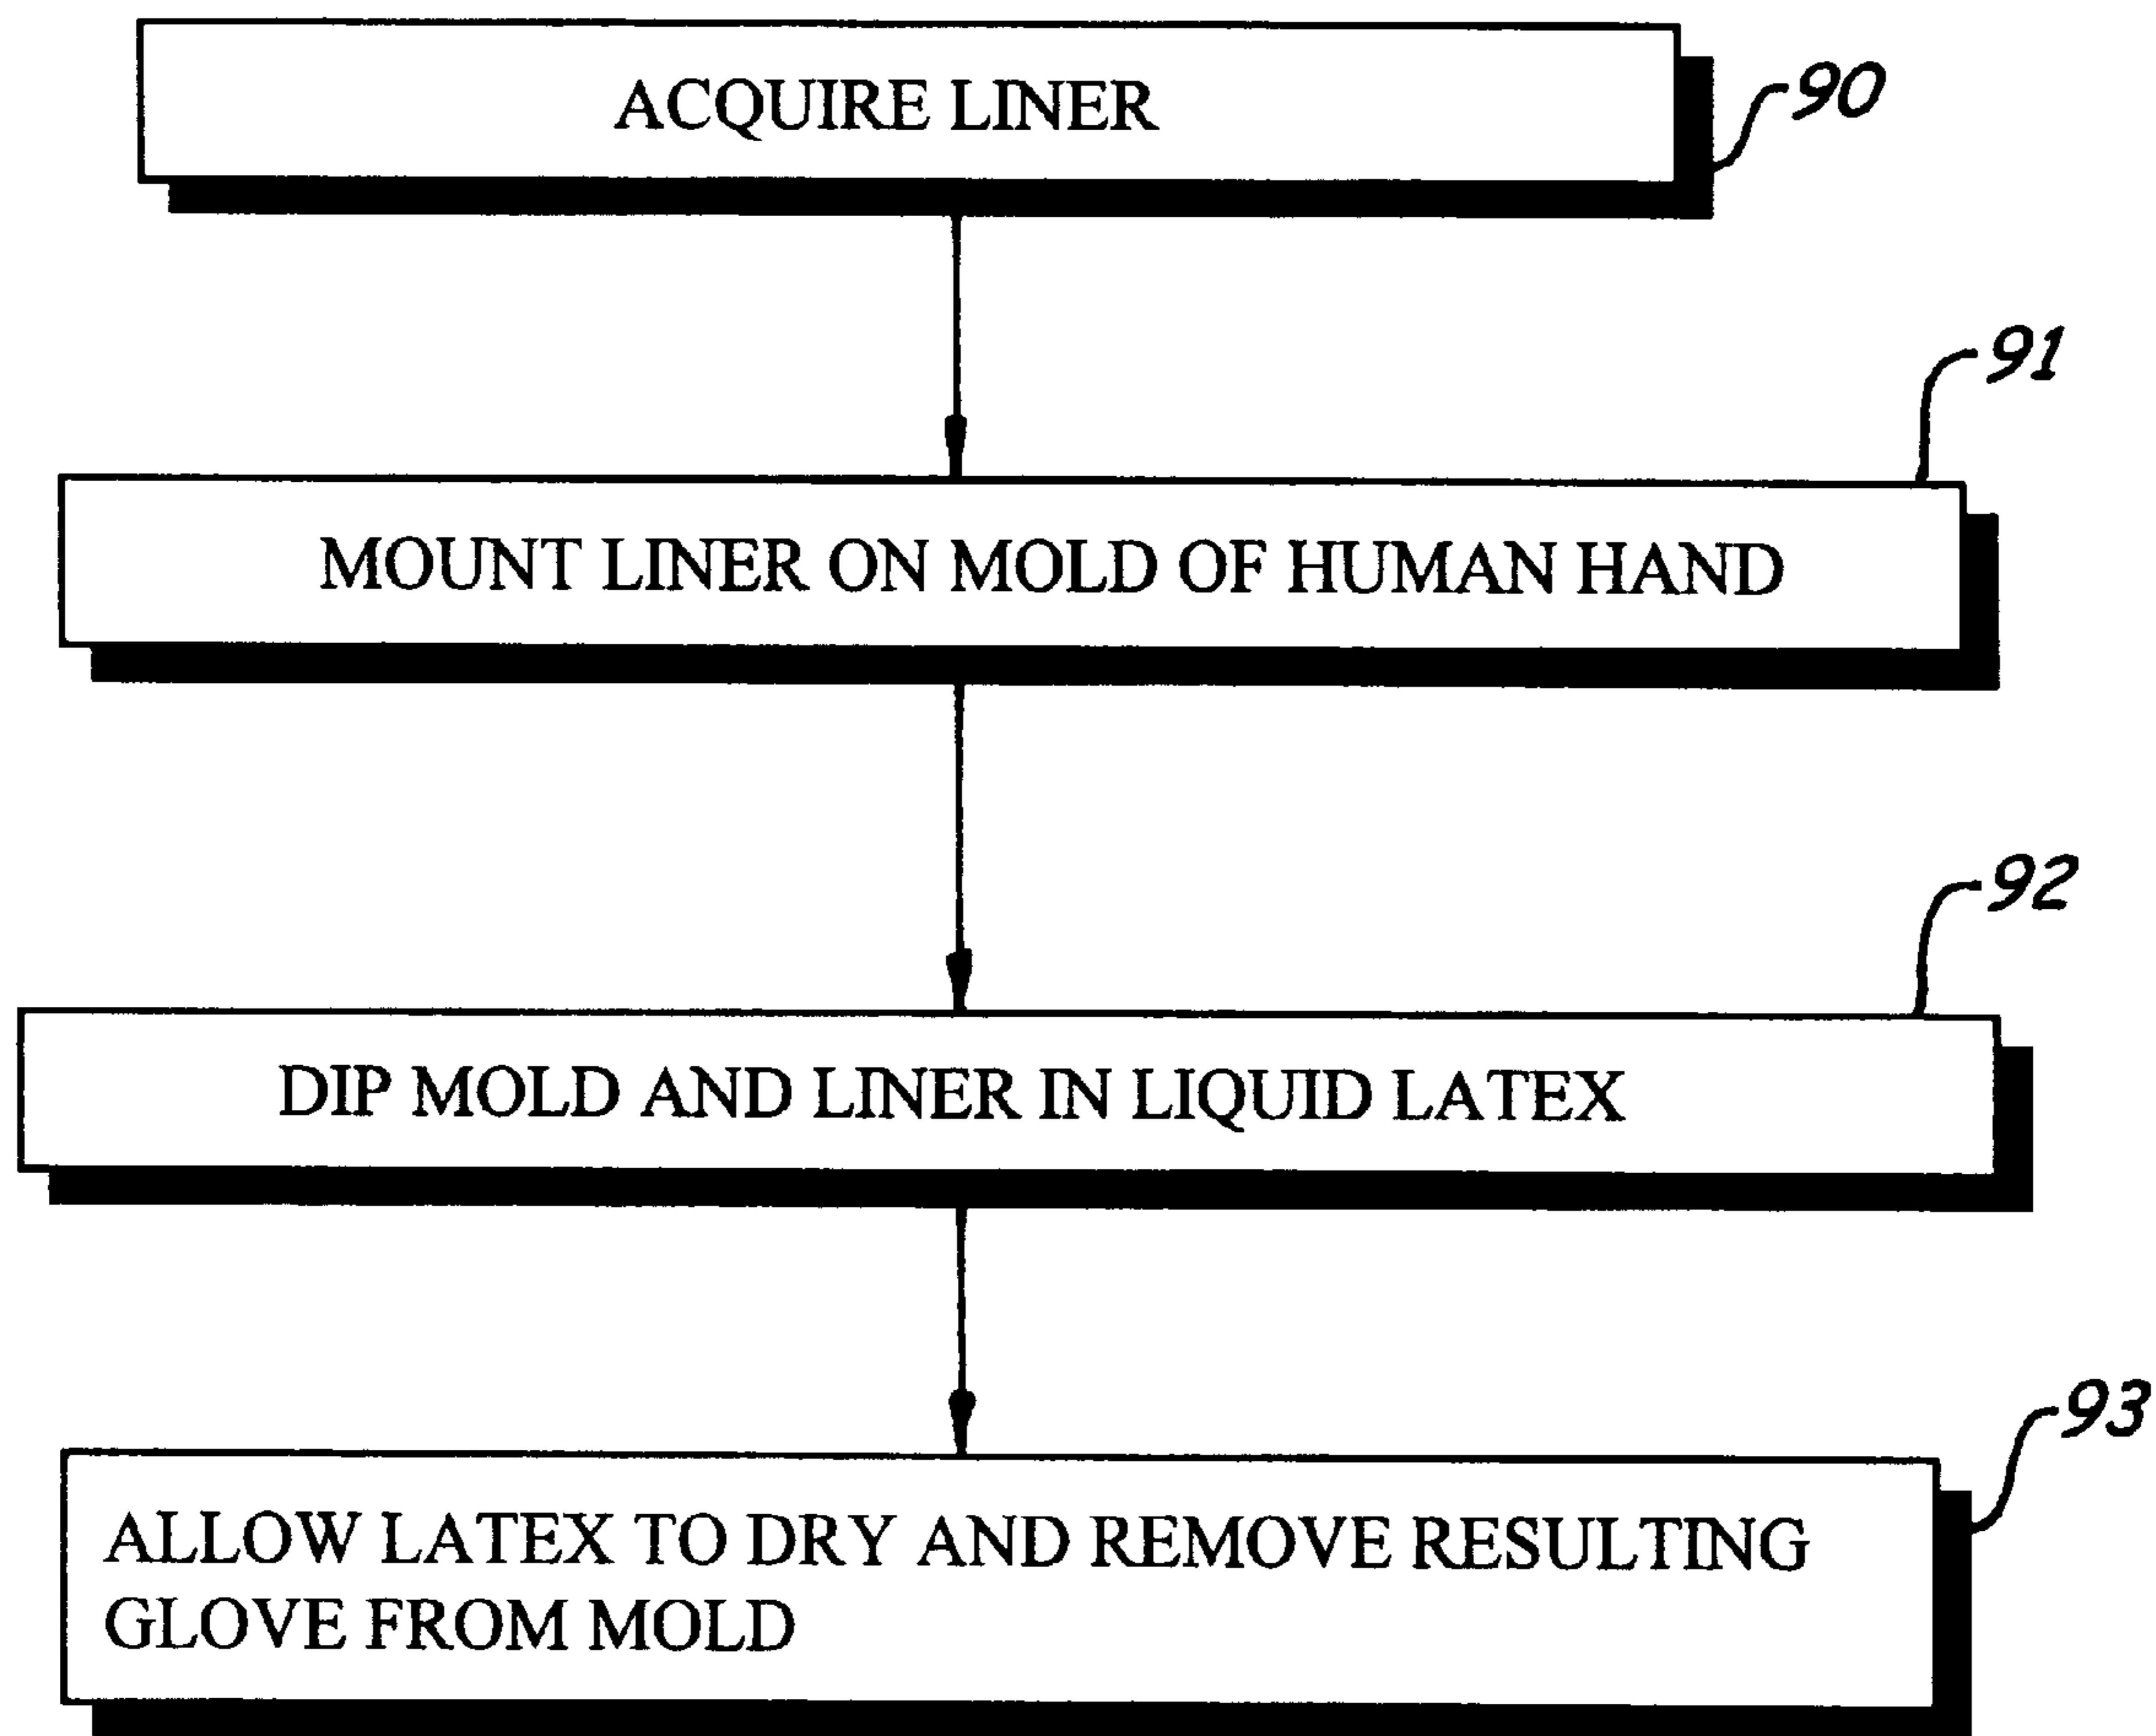 ACQUIRE LINER
90
91
MOUNT LINER ON MOLD OF HUMAN HAND
92
DIP MOLD AND LINER IN LIQUID LATEX
93
ALLOW LATEX TO DRY AND REMOVE RESULTING
GLOVE FROM MOLD